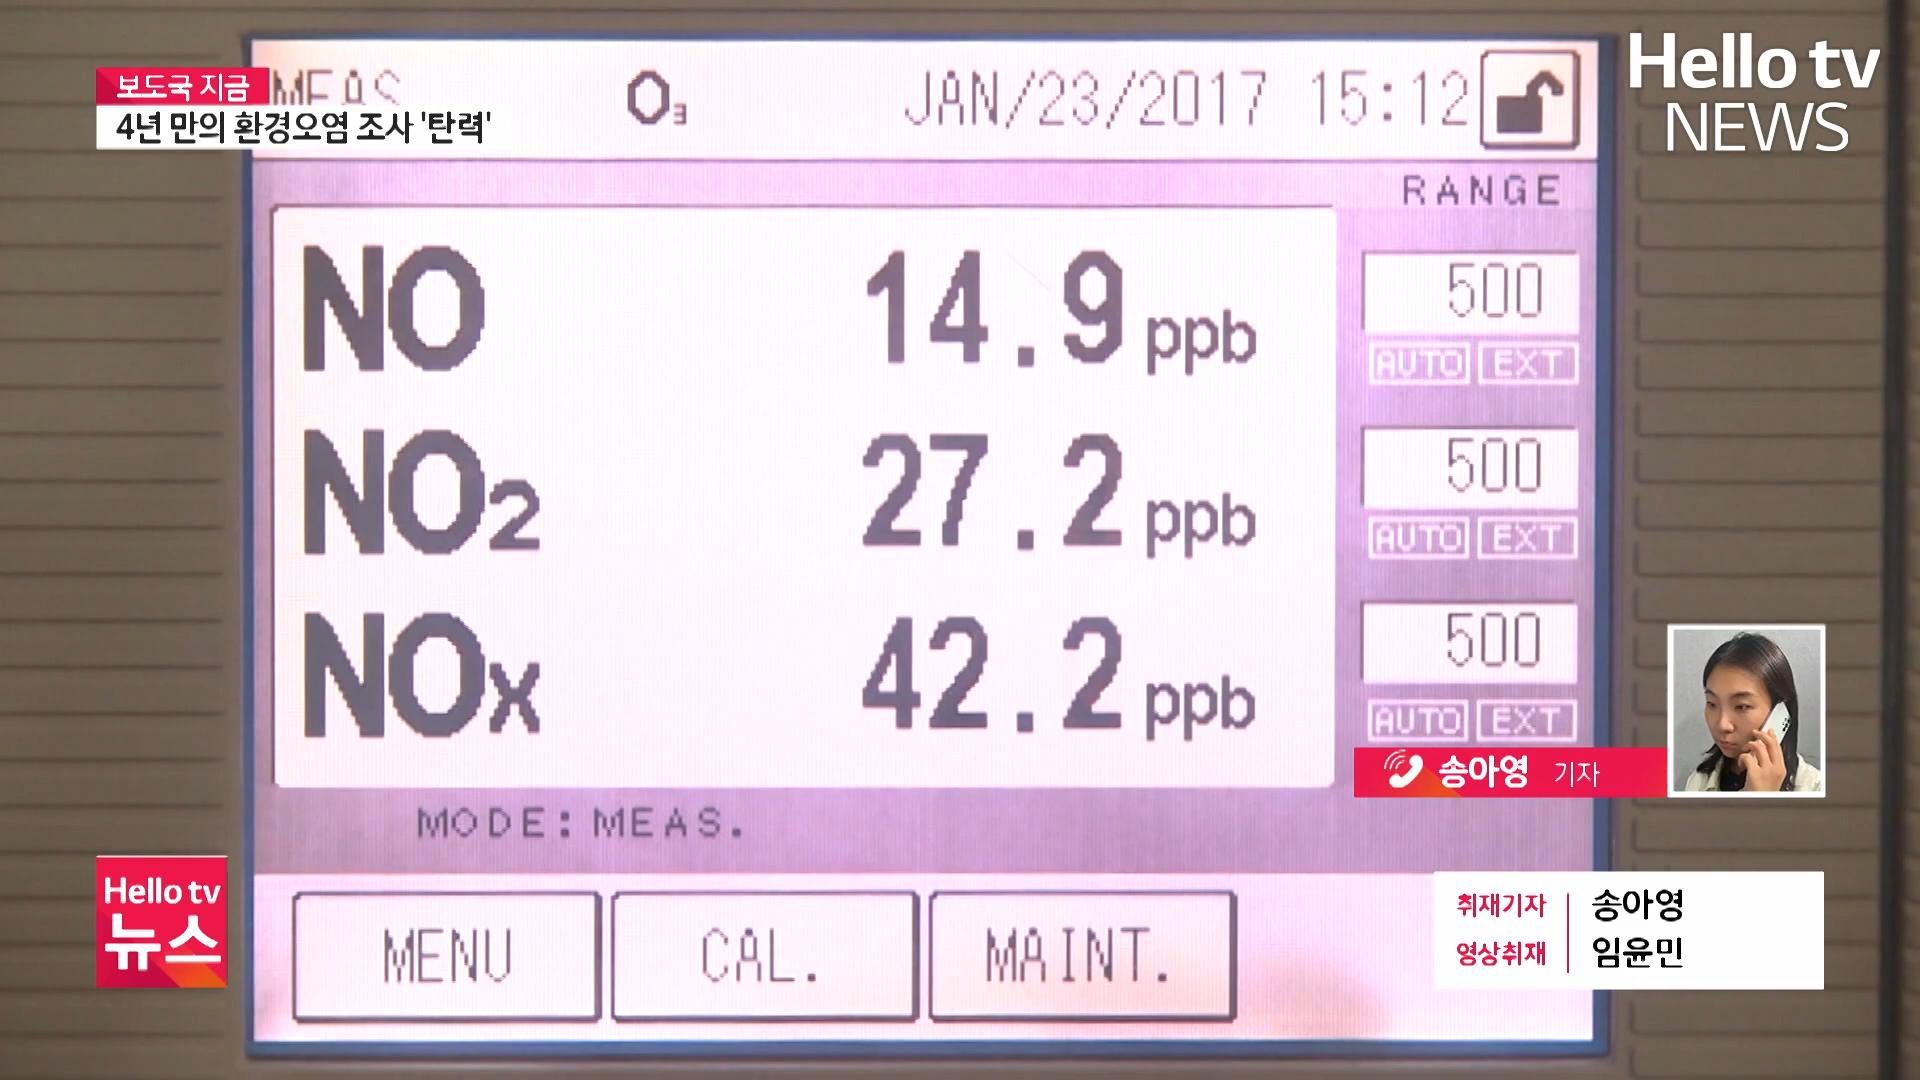 보도국 지금
4년 만의 환경오염 조사 '탄력'
MEAS
O₃
JAN/23/2017 15:12
Hello tv
NEWS
RANGE
NO 14.9 ppb
500
AUTO EXT
NO₂ 27.2 ppb
500
AUTO EXT
NOx 42.2 ppb
500
AUTO EXT
송아영 기자
MODE: MEAS.
Hello tv
뉴스
취재기자 송아영
영상취재 임윤민
MENU CAL. MAINT.